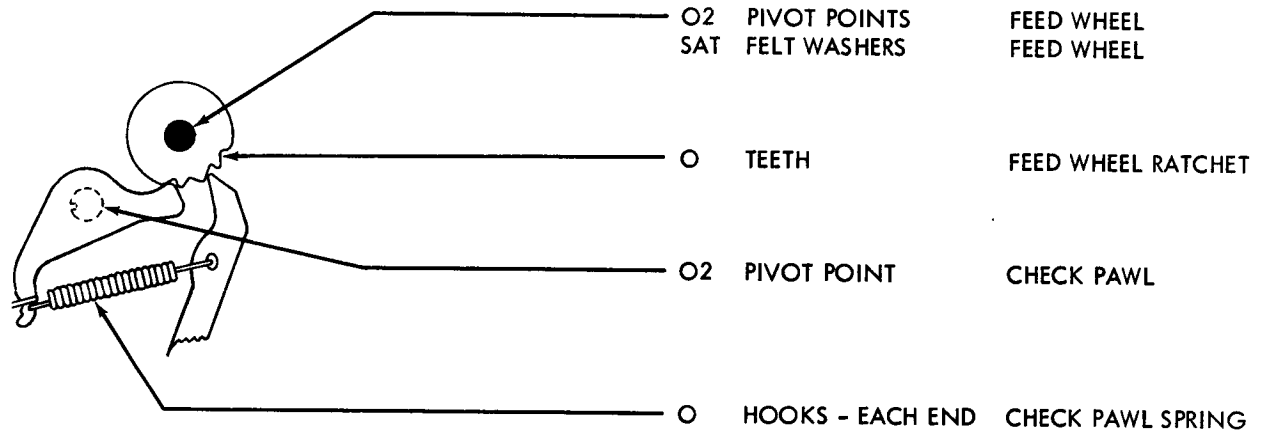 O2 PIVOT POINTS FEED WHEEL
SAT FELT WASHERS FEED WHEEL
O TEETH FEED WHEEL RATCHET
O2 PIVOT POINT CHECK PAWL
O HOOKS - EACH END CHECK PAWL SPRING